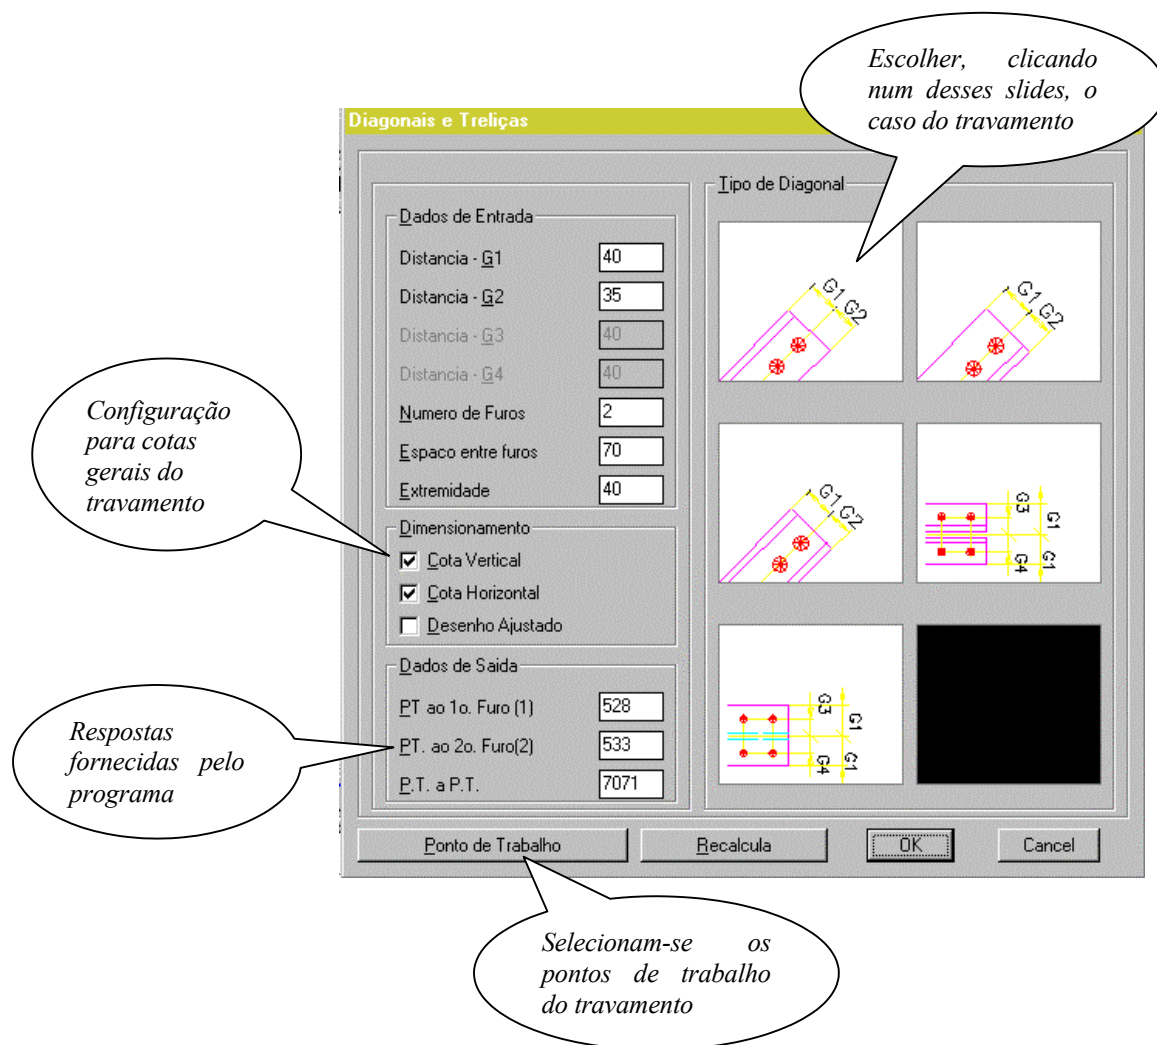 Escolher, clicando
num desses slides, o
caso do travamento
Diagonais e Treliças
Dados de Entrada
Distancia - G1 40
Distancia - G2 35
Distancia - G3 40
Distancia - G4 40
Numero de Furos 2
Espaco entre furos 70
Extremidade 40
Configuração
para cotas
gerais do
travamento
Dimensionamento
Cota Vertical
Cota Horizontal
Desenho Ajustado
Dados de Saida
PT ao 1o. Furo (1) 528
PT. ao 2o. Furo(2) 533
P.T. a P.T. 7071
Respostas
fornecidas pelo
programa
Tipo de Diagonal
G1 G2
G1 G2
G1 G2
G3 G1
G4 G1
G3 G1
G4 G1
Ponto de Trabalho
Recalcula
OK
Cancel
Selecionam-se os
pontos de trabalho
do travamento